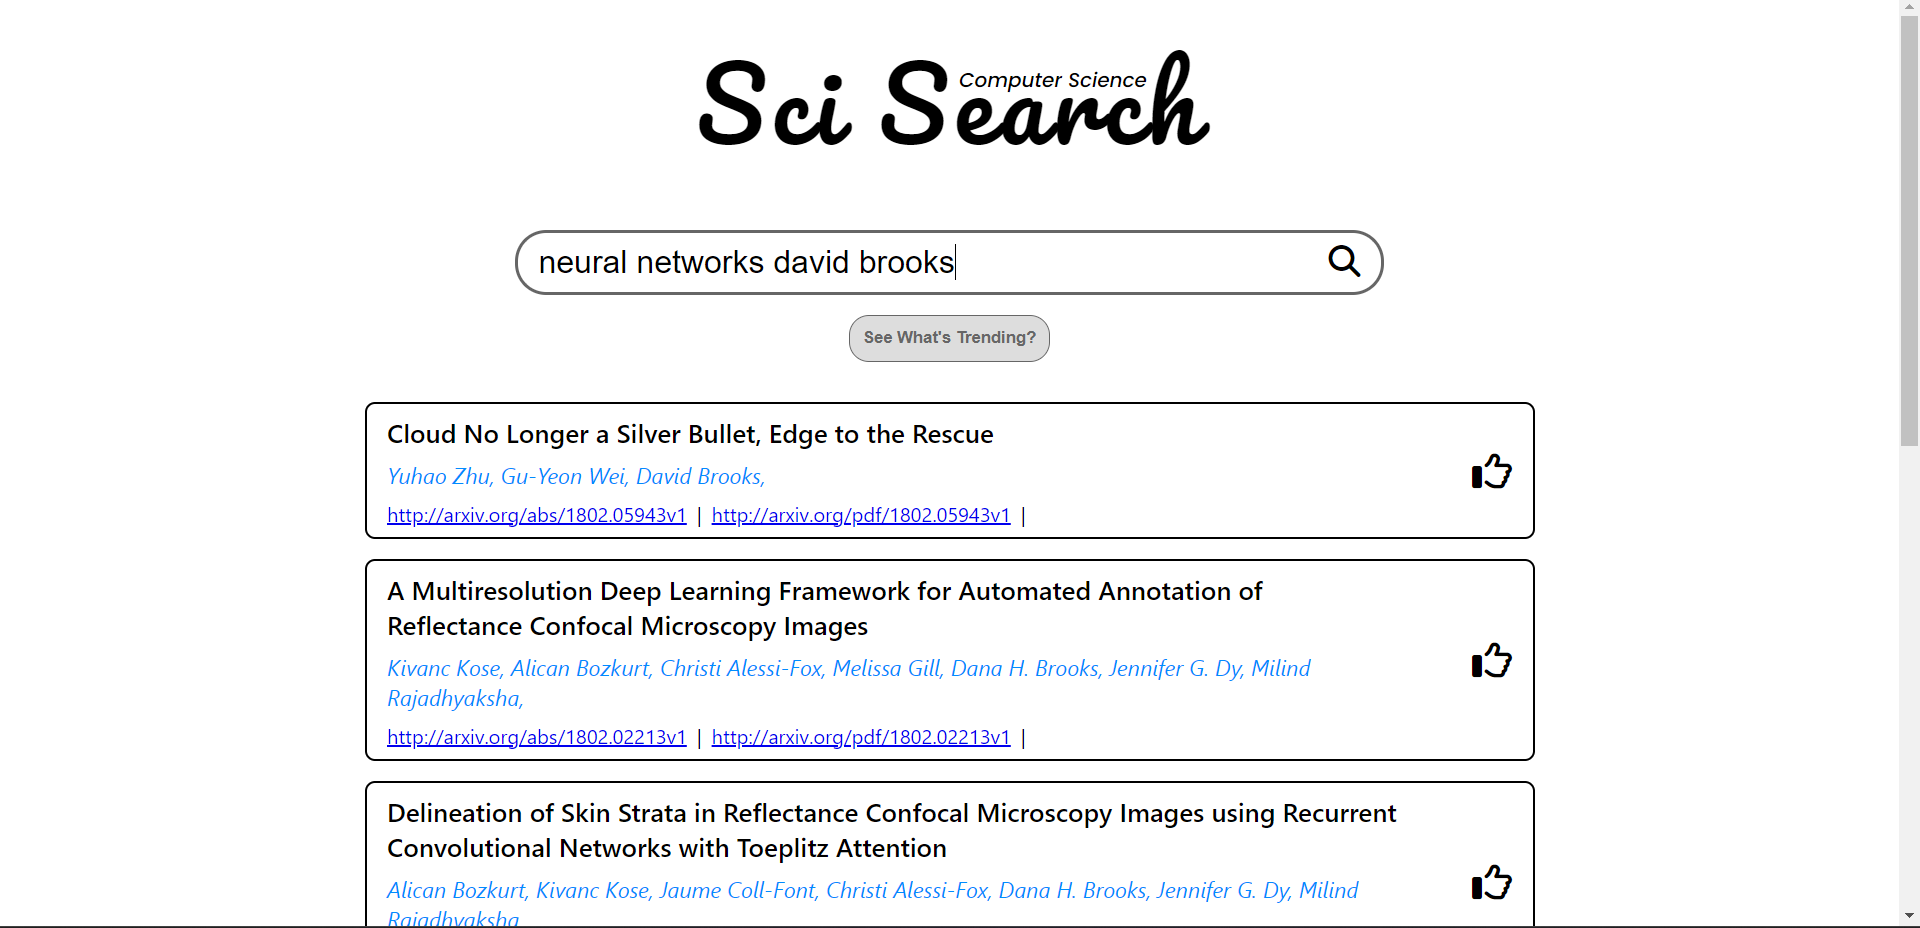 Sci Search
Computer Science
neural networks david brooks
See What's Trending?
Cloud No Longer a Silver Bullet, Edge to the Rescue
Yuhao Zhu, Gu-Yeon Wei, David Brooks,
http://arxiv.org/abs/1802.05943v1 | http://arxiv.org/pdf/1802.05943v1 |
A Multiresolution Deep Learning Framework for Automated Annotation of
Reflectance Confocal Microscopy Images
Kivanc Kose, Alican Bozkurt, Christi Alessi-Fox, Melissa Gill, Dana H. Brooks, Jennifer G. Dy, Milind
Rajadhyaksha,
http://arxiv.org/abs/1802.02213v1 | http://arxiv.org/pdf/1802.02213v1 |
Delineation of Skin Strata in Reflectance Confocal Microscopy Images using Recurrent
Convolutional Networks with Toeplitz Attention
Alican Bozkurt, Kivanc Kose, Jaume Coll-Font, Christi Alessi-Fox, Dana H. Brooks, Jennifer G. Dy, Milind
Rajadhyaksha